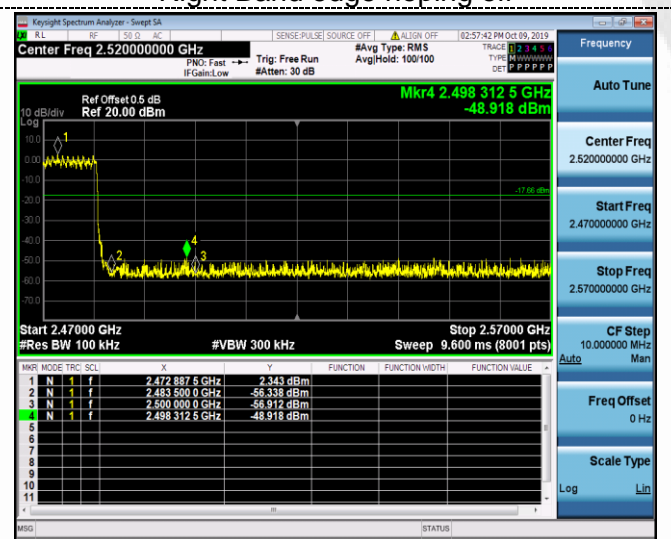 Keysight Spectrum Analyzer - Swept SA
RL RF 50 Ω AC SENSE:PULSE SOURCE OFF ALIGN OFF 02:57:42 PM Oct 09, 2019
Center Freq 2.520000000 GHz
PNO: Fast
IFGain:Low
Trig: Free Run
#Atten: 30 dB
#Avg Type: RMS
Avg|Hold: 100/100
TRACE 1 2 3 4 5 6
TYPE M WWWWW
DET P P P P P P
Frequency
Auto Tune
Center Freq
2.520000000 GHz
Start Freq
2.470000000 GHz
Stop Freq
2.570000000 GHz
CF Step
10.000000 MHz
Auto Man
Freq Offset
0 Hz
Scale Type
Log Lin
Mkr4 2.498 312 5 GHz
-48.918 dBm
Ref Offset 0.5 dB
10 dB/div Ref 20.00 dBm
Log
10.0
0.00
-10.0
-20.0
-30.0
-40.0
-50.0
-60.0
-70.0
1
2
3
4
-17.66 dBm
Start 2.47000 GHz Stop 2.57000 GHz
#Res BW 100 kHz #VBW 300 kHz Sweep 9.600 ms (8001 pts)
MKR MODE TRC SCL X Y FUNCTION FUNCTION WIDTH FUNCTION VALUE
1 N 1 f 2.472 887 5 GHz 2.343 dBm
2 N 1 f 2.483 500 0 GHz -56.338 dBm
3 N 1 f 2.500 000 0 GHz -56.912 dBm
4 N 1 f 2.498 312 5 GHz -48.918 dBm
5
6
7
8
9
10
11
MSG STATUS